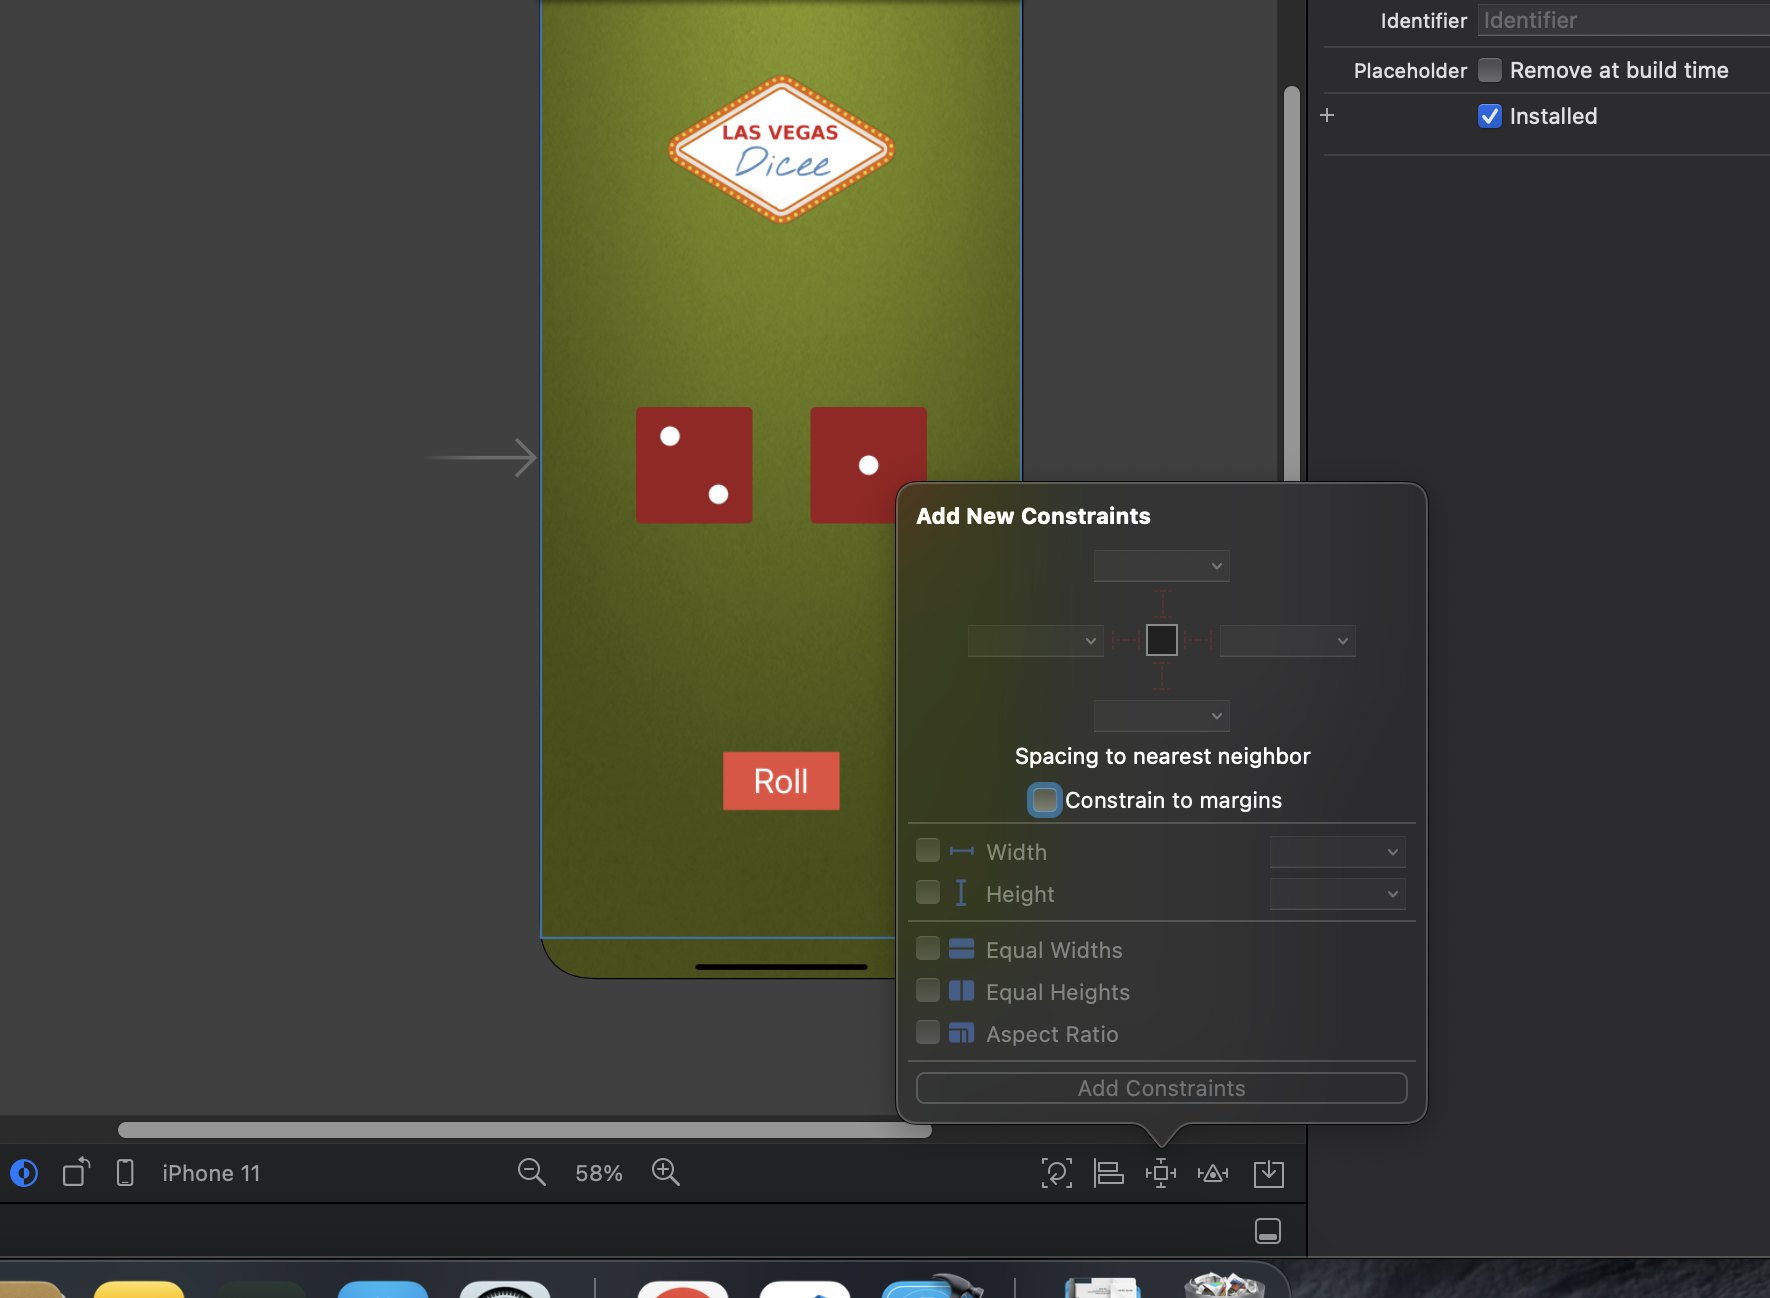 Identifier Identifier
Placeholder Remove at build time
Installed
LAS VEGAS
Dicee
Add New Constraints
Spacing to nearest neighbor
Constrain to margins
Roll
Width
Height
Equal Widths
Equal Heights
Aspect Ratio
Add Constraints
iPhone 11 58%